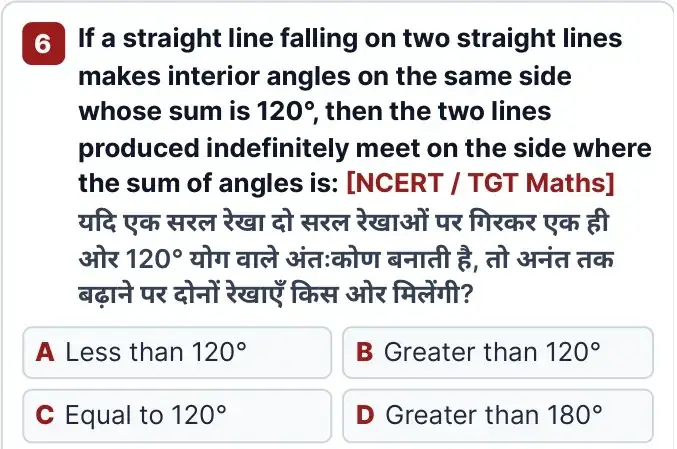 6 If a straight line falling on two straight lines
makes interior angles on the same side
whose sum is 120°, then the two lines
produced indefinitely meet on the side where
the sum of angles is: [NCERT / TGT Maths]
यदि एक सरल रेखा दो सरल रेखाओं पर गिरकर एक ही
ओर 120° योग वाले अंतःकोण बनाती है, तो अनंत तक
बढ़ाने पर दोनों रेखाएँ किस ओर मिलेंगी?
A Less than 120°
B Greater than 120°
C Equal to 120°
D Greater than 180°